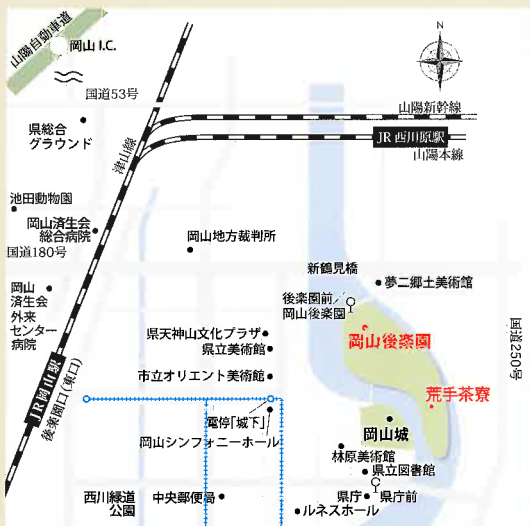 山陽自動車道
岡山 I.C.
N
国道53号
県総合
グラウンド
津山線
山陽新幹線
JR西川原駅
山陽本線
池田動物園
岡山済生会
総合病院
国道180号
岡山地方裁判所
岡山
済生会
外来
センター
病院
新鶴見橋
夢二郷土美術館
後楽園前
岡山後楽園
岡山後楽園
国道250号
県天神山文化プラザ
県立美術館
市立オリエント美術館
JR岡山駅
後楽園口(東口)
荒手茶寮
電停「城下」
岡山シンフォニーホール
岡山城
林原美術館
県立図書館
西川緑道
公園
中央郵便局
県庁
県庁前
ルネスホール